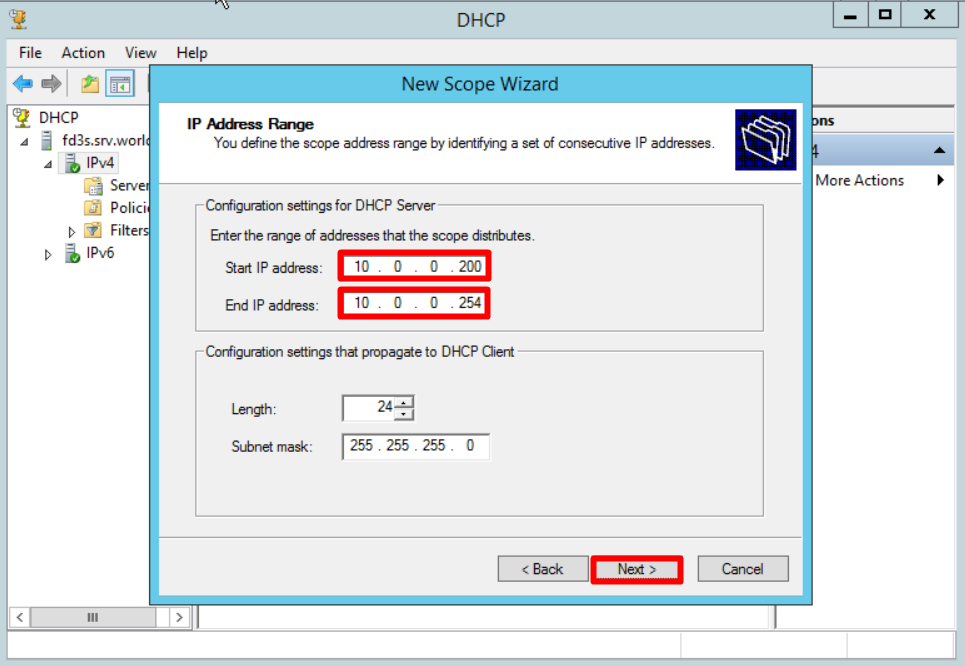 DHCP
File Action View Help
New Scope Wizard
DHCP
fd3s.srv.world
IPv4
Server
Policie
Filters
IPv6
IP Address Range
You define the scope address range by identifying a set of consecutive IP addresses.
Configuration settings for DHCP Server
Enter the range of addresses that the scope distributes.
Start IP address: 10 . 0 . 0 . 200
End IP address: 10 . 0 . 0 . 254
Configuration settings that propagate to DHCP Client
Length: 24
Subnet mask: 255 . 255 . 255 . 0
< Back Next > Cancel
ons
4
More Actions